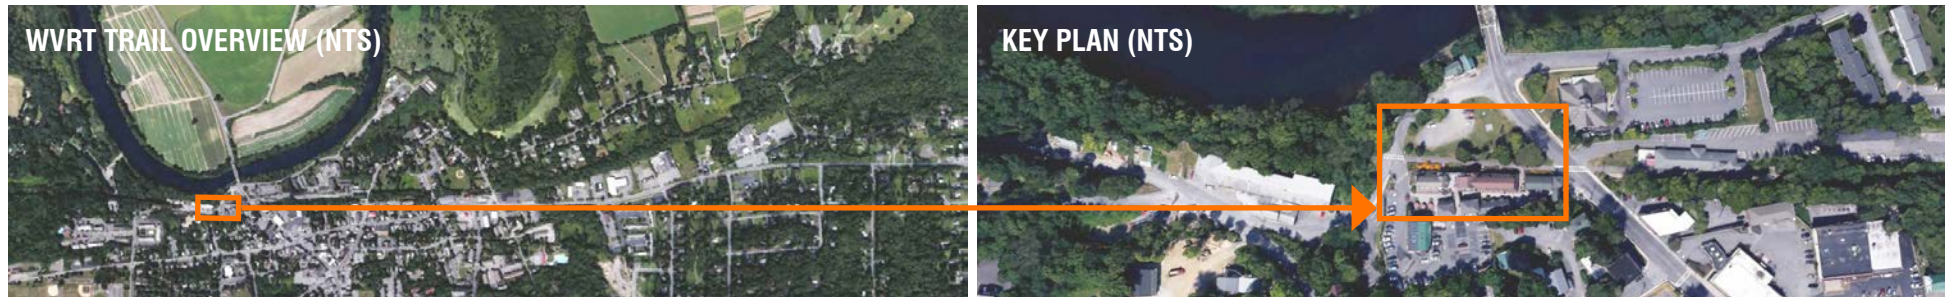 WVRT TRAIL OVERVIEW (NTS)
KEY PLAN (NTS)